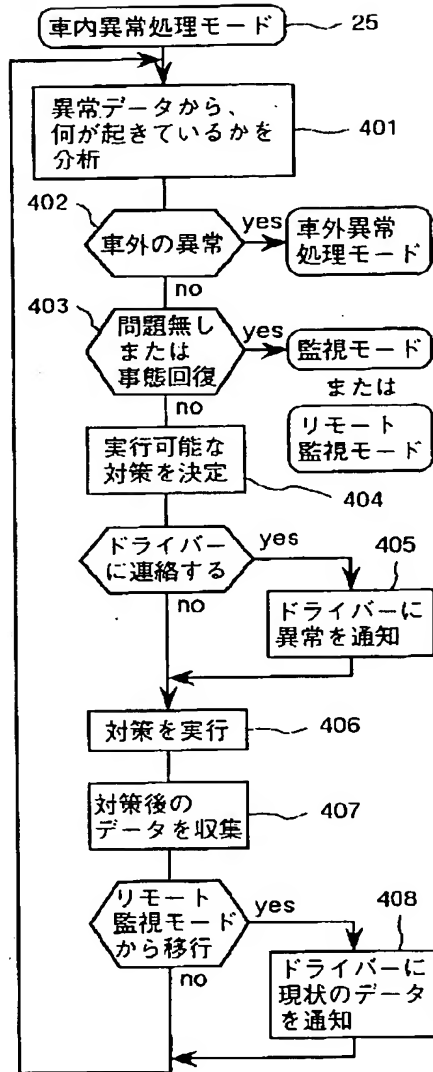 車内異常処理モード
25
異常データから、
何が起きているかを
分析
401
402
車外の異常
yes
車外異常
処理モード
no
403
問題無し
または
事態回復
yes
監視モード
または
リモート
監視モード
no
実行可能な
対策を決定
404
ドライバー
に連絡する
yes
405
no
ドライバーに
異常を通知
対策を実行
406
対策後の
データを収集
407
リモート
監視モード
から移行
yes
408
no
ドライバーに
現状のデータ
を通知